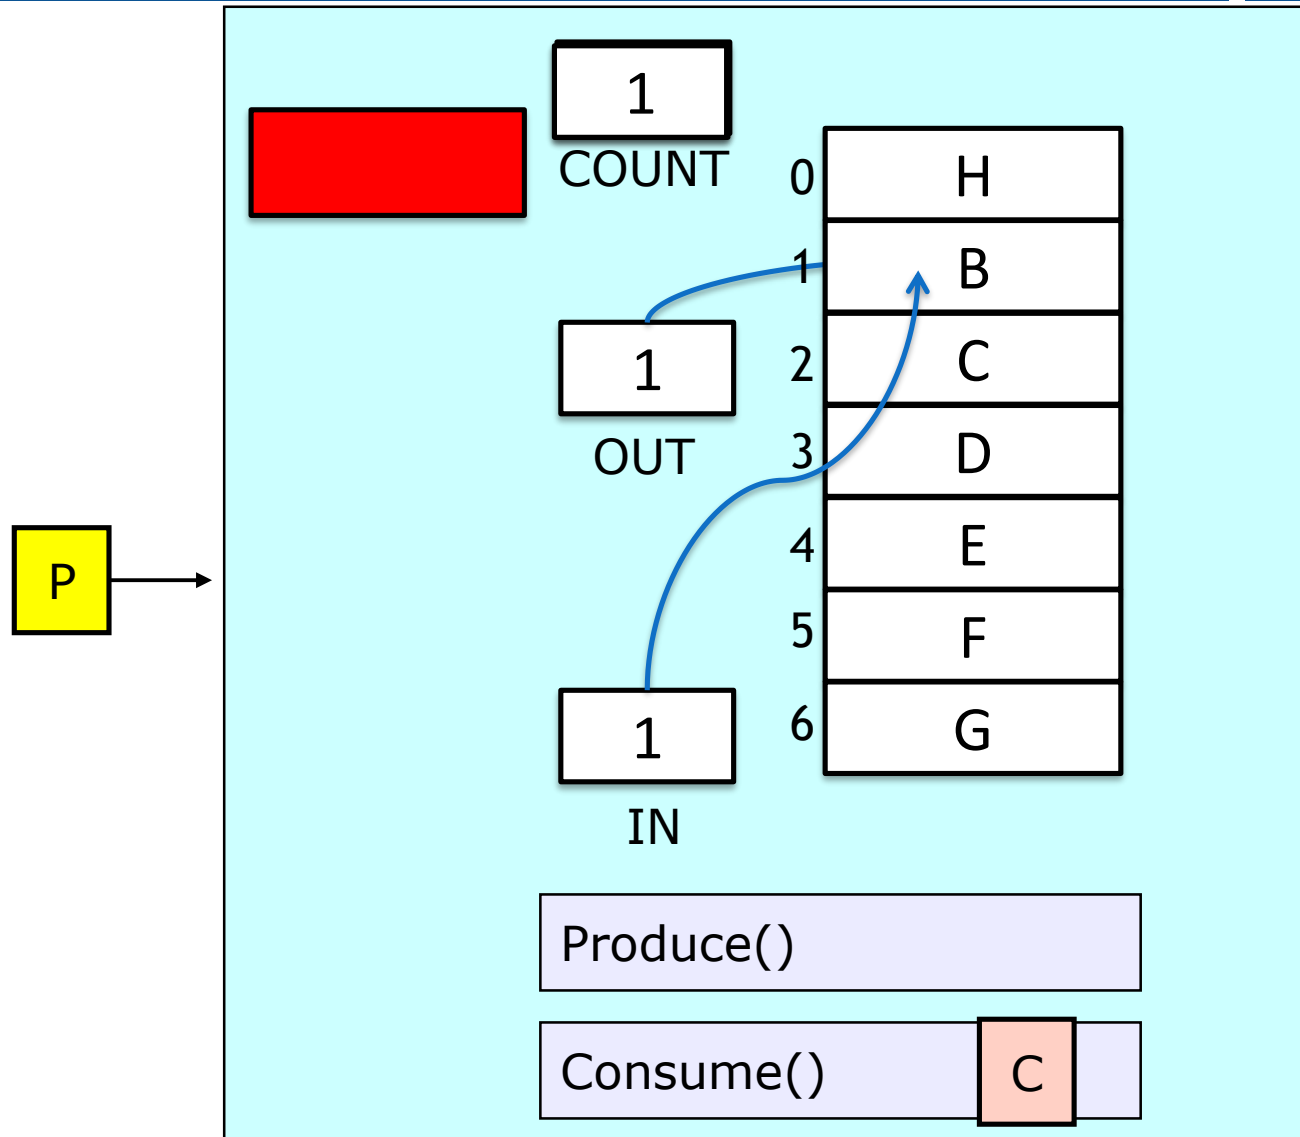 1
COUNT
0 H
1 B
1
OUT
2 C
3 D
P
4 E
5 F
1
IN
6 G
Produce()
Consume() C